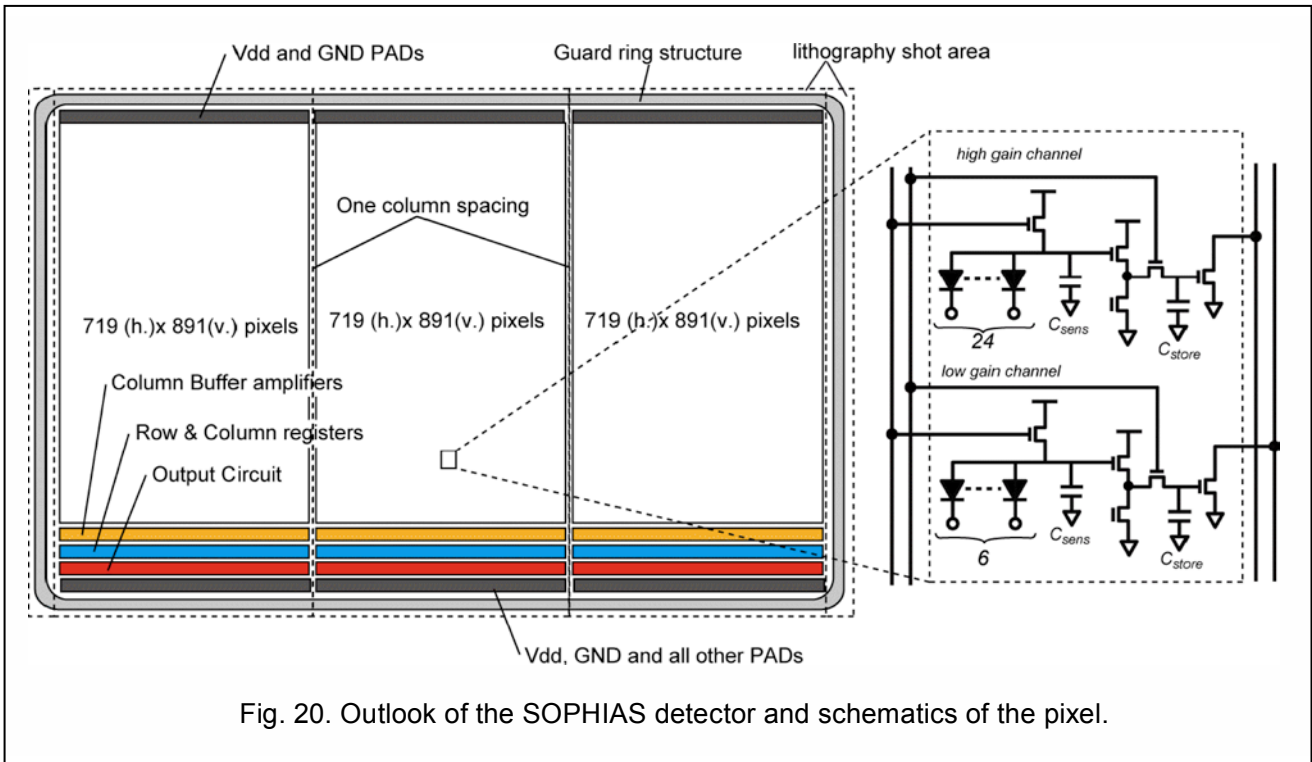 Vdd and GND PADs
Guard ring structure
lithography shot area
high gain channel
One column spacing
719 (h.)x 891(v.) pixels
719 (h.)x 891(v.) pixels
719 (h.)x 891(v.) pixels
24
Csens
Cstore
low gain channel
Column Buffer amplifiers
Row & Column registers
Output Circuit
6
Csens
Cstore
Vdd, GND and all other PADs
Fig. 20. Outlook of the SOPHIAS detector and schematics of the pixel.